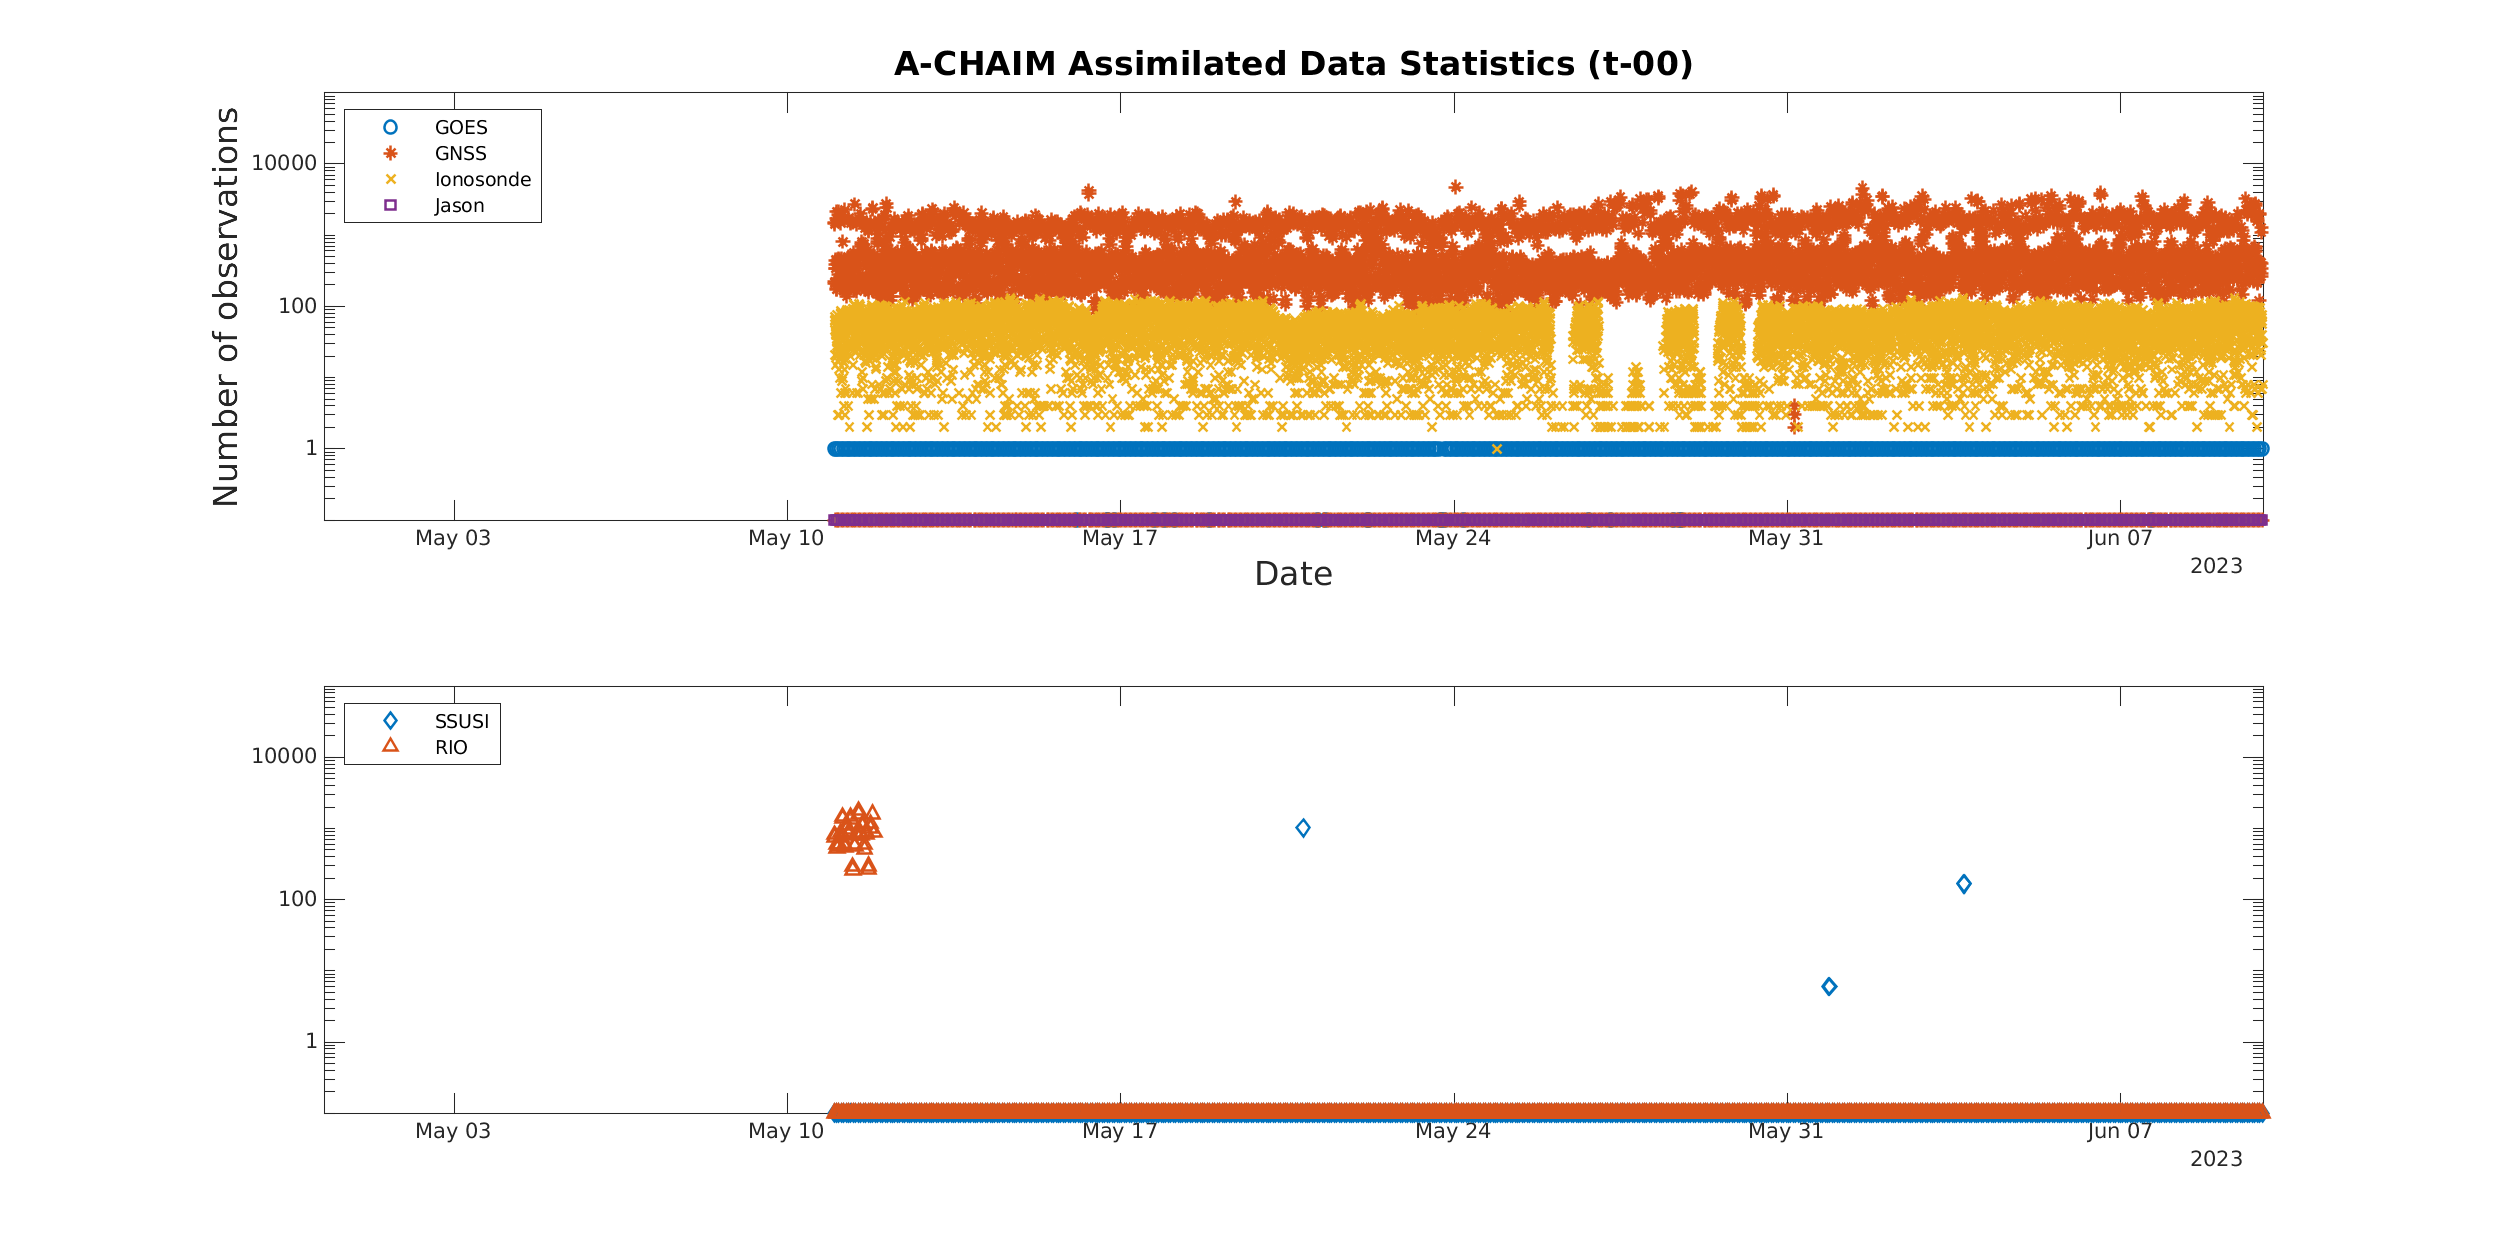 A-CHAIM Assimilated Data Statistics (t-00)
Number of observations
10000
100
1
GOES
GNSS
Ionosonde
Jason
May 03
May 10
May 17
May 24
May 31
Jun 07
2023
Date
10000
100
1
SSUSI
RIO
May 03
May 10
May 17
May 24
May 31
Jun 07
2023